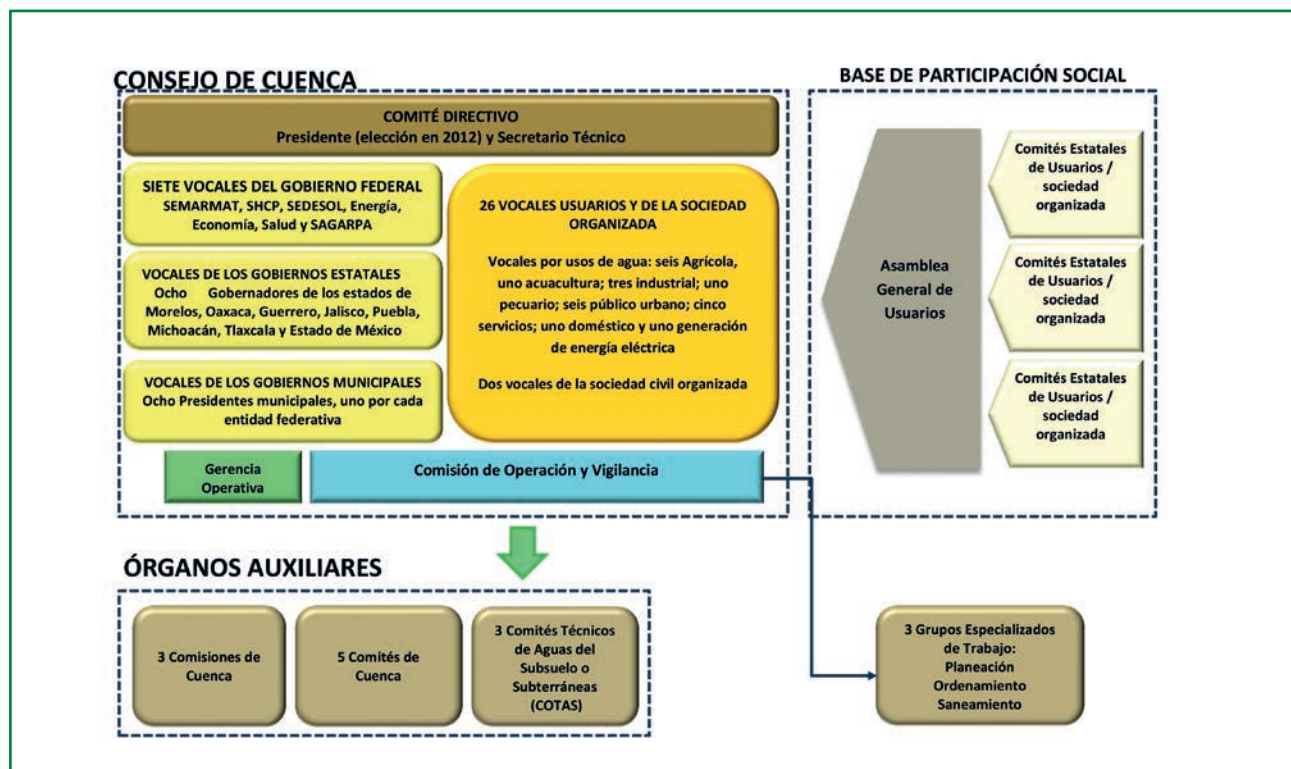 CONSEJO DE CUENCA
COMITÉ DIRECTIVO
Presidente (elección en 2012) y Secretario Técnico
SIETE VOCALES DEL GOBIERNO FEDERAL
SEMARMAT, SHCP, SEDESOL, Energía,
Economía, Salud y SAGARPA
VOCALES DE LOS GOBIERNOS ESTATALES
Ocho Gobernadores de los estados de
Morelos, Oaxaca, Guerrero, Jalisco, Puebla,
Michoacán, Tlaxcala y Estado de México
VOCALES DE LOS GOBIERNOS MUNICIPALES
Ocho Presidentes municipales, uno por cada
entidad federativa
26 VOCALES USUARIOS Y DE LA SOCIEDAD
ORGANIZADA
Vocales por usos de agua: seis Agrícola,
uno acuacultura; tres industrial; uno
pecuario; seis público urbano; cinco
servicios; uno doméstico y uno generación
de energía eléctrica
Dos vocales de la sociedad civil organizada
Gerencia
Operativa
Comisión de Operación y Vigilancia
BASE DE PARTICIPACIÓN SOCIAL
Asamblea
General de
Usuarios
Comités Estatales
de Usuarios /
sociedad
organizada
Comités Estatales
de Usuarios /
sociedad
organizada
Comités Estatales
de Usuarios /
sociedad
organizada
ÓRGANOS AUXILIARES
3 Comisiones de
Cuenca
5 Comités de
Cuenca
3 Comités Técnicos
de Aguas del
Subsuelo o
Subterráneas
(COTAS)
3 Grupos Especializados
de Trabajo:
Planeación
Ordenamiento
Saneamiento